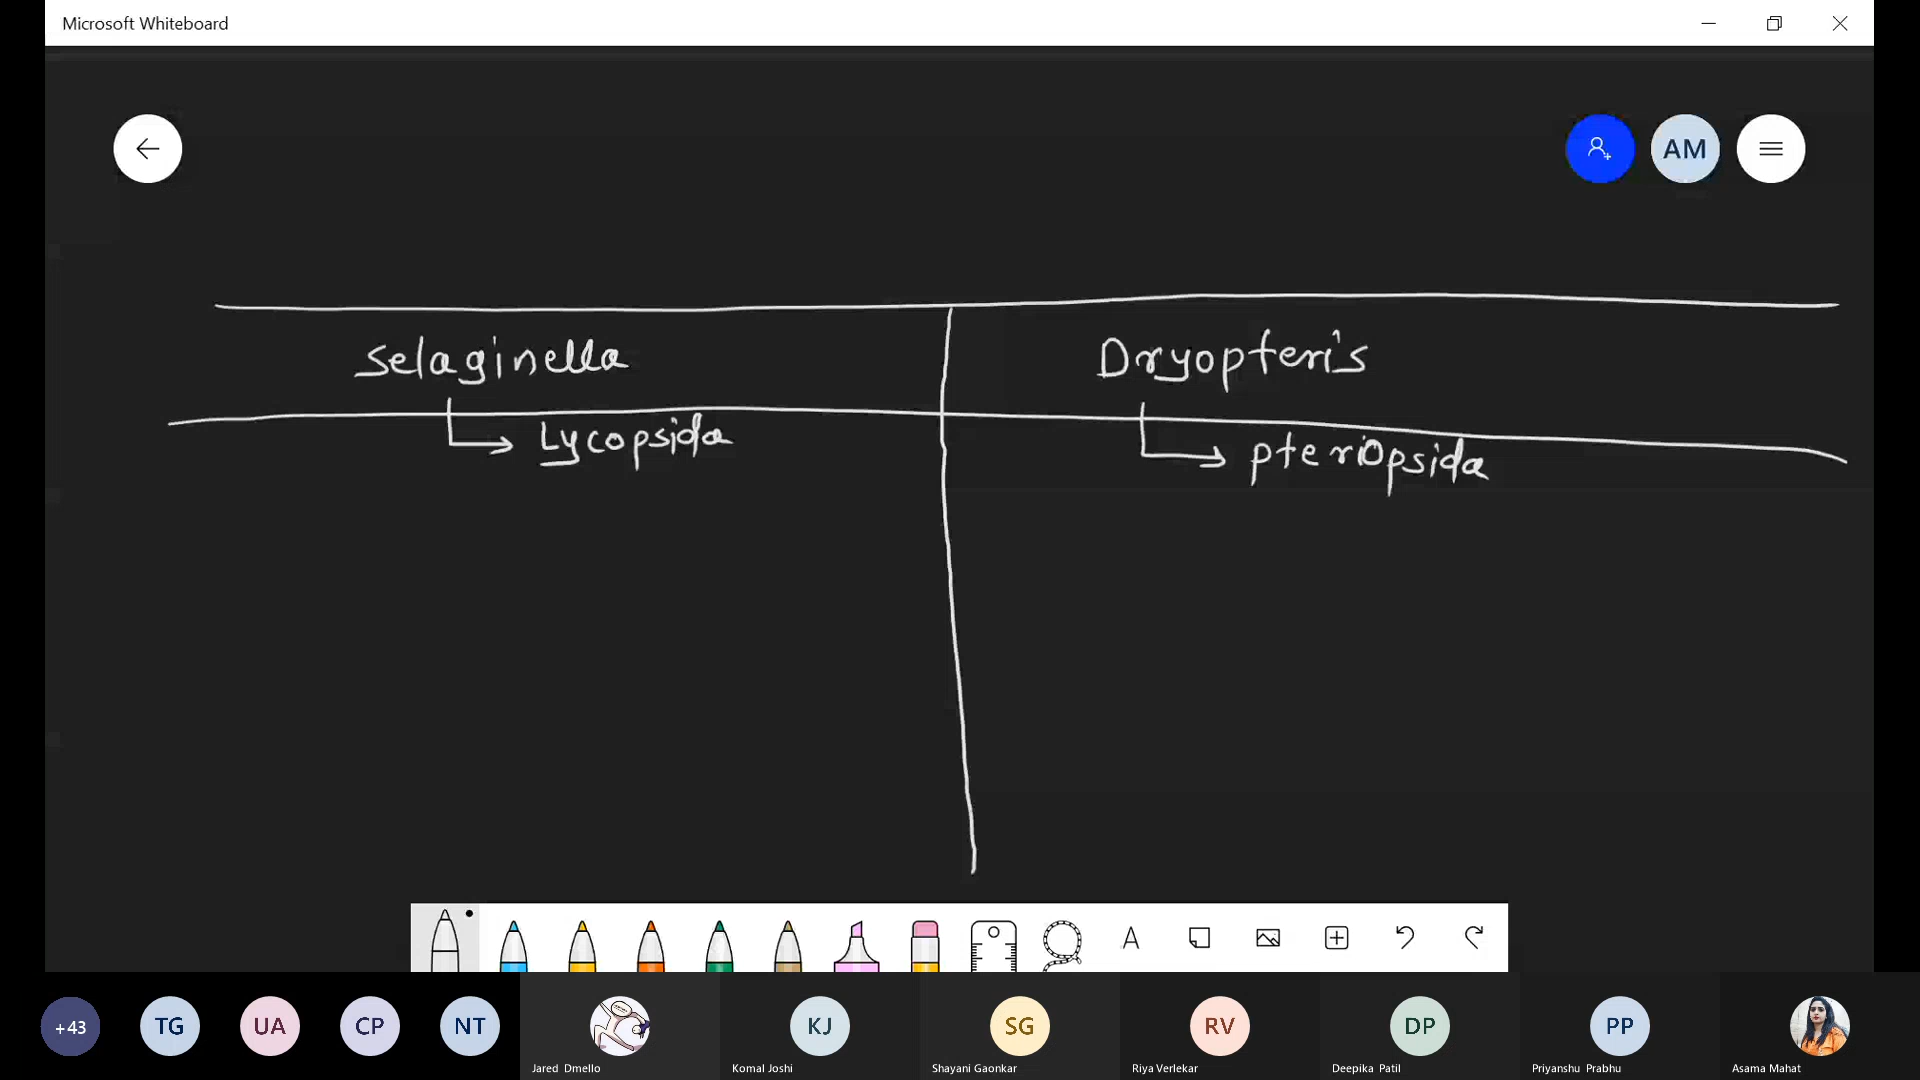 Microsoft Whiteboard
AM
Selaginella
Dryopteris
Lycopsida
pteriopsida
A
+43
TG
UA
CP
NT
KJ
SG
RV
DP
PP
Jared Dmello
Komal Joshi
Shayani Gaonkar
Riya Verlekar
Deepika Patil
Priyanshu Prabhu
Asama Mahat